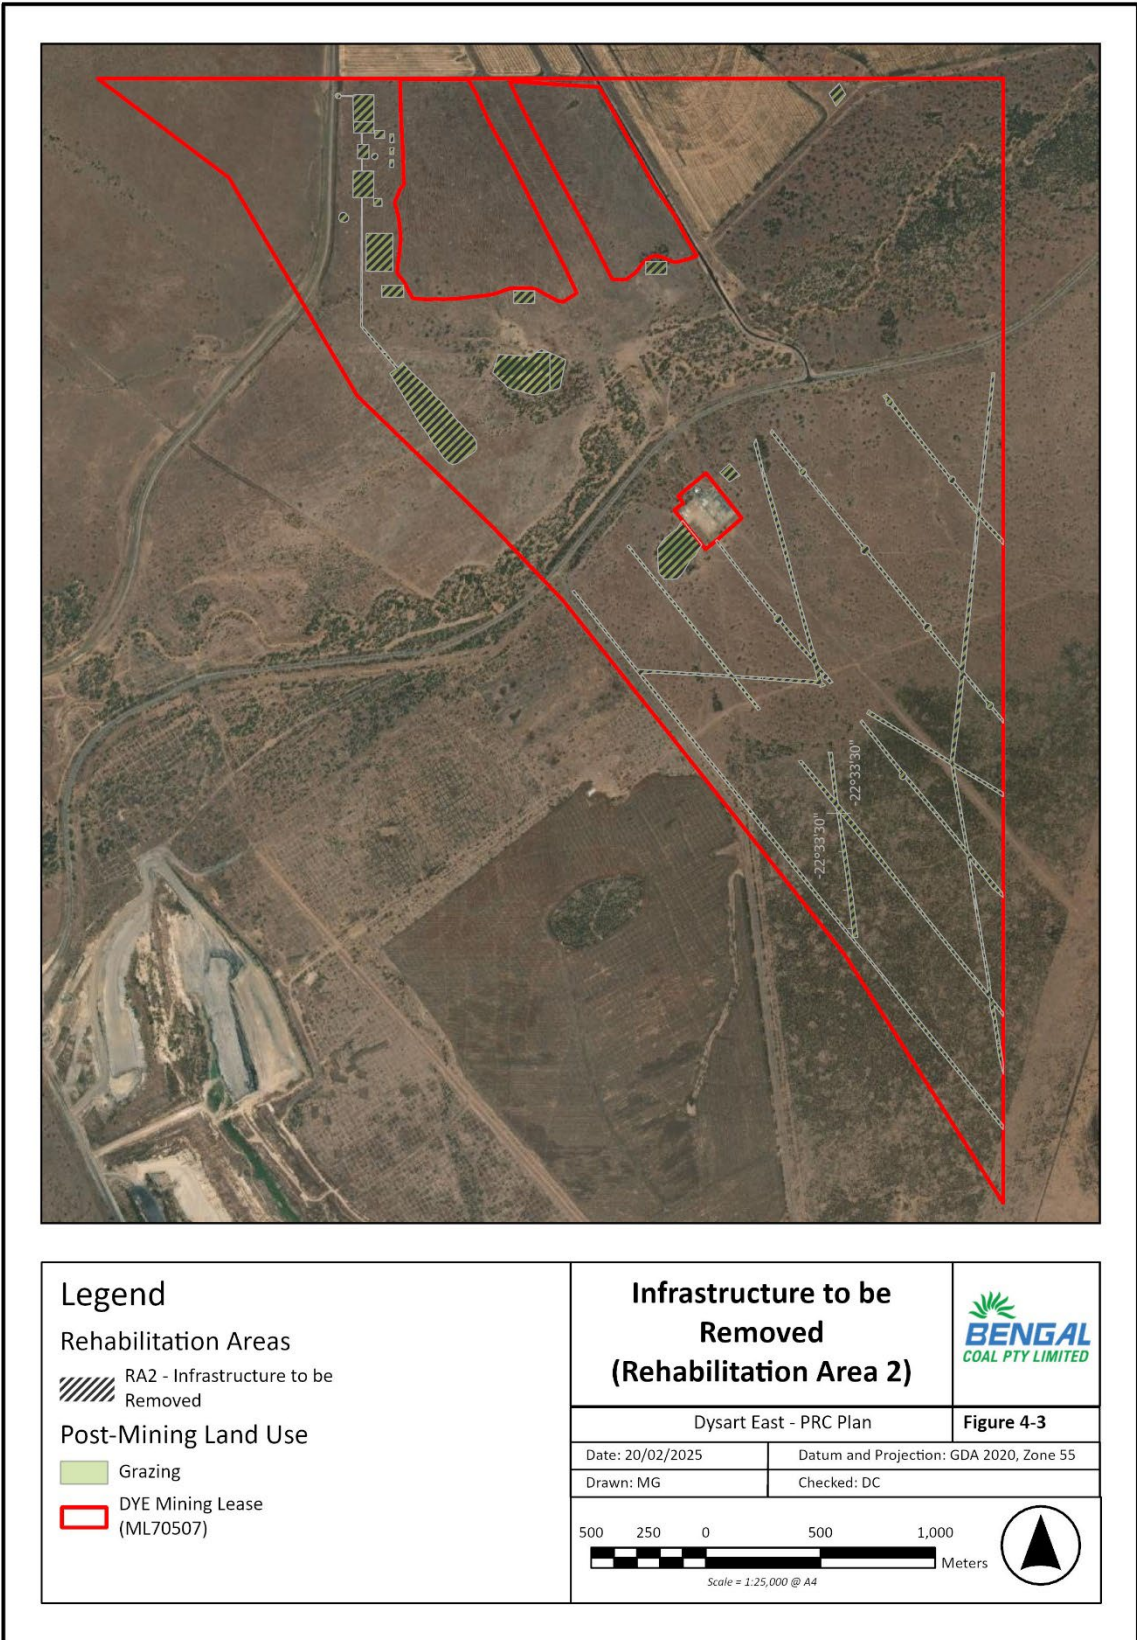 -22°33'30"
-22°33'30"
Legend
Rehabilitation Areas
RA2 - Infrastructure to be
Removed
Post-Mining Land Use
Grazing
DYE Mining Lease
(ML70507)
Infrastructure to be
Removed
(Rehabilitation Area 2)
BENGAL
COAL PTY LIMITED
Dysart East - PRC Plan
Figure 4-3
Date: 20/02/2025
Datum and Projection: GDA 2020, Zone 55
Drawn: MG
Checked: DC
500 250 0 500 1,000
Meters
Scale = 1:25,000 @ A4